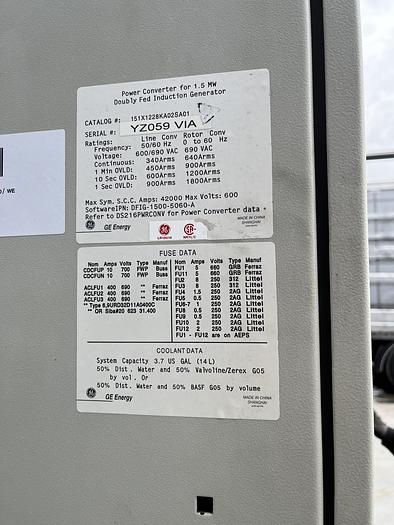 Power Converter for 1.5 MW
Doubly Fed Induction Generator
CATALOG #: 151X1228KA02SA01
SERIAL #: YZ059 VIA
Ratings: Line Conv Rotor Conv
Frequency: 50/60 Hz 0 to 60 Hz
Voltage: 600/690 VAC 690 VAC
Continuous: 340Arms 640Arms
1 Min OVLD: 450Arms 900Arms
10 Sec OVLD: 600Arms 1200Arms
1 Sec OVLD: 900Arms 1800Arms
Max Sym. S.C.C. Amps: 42000 Max Volts: 600
SoftwareIPN: DFIG-1500-5060-A
Refer to DS216PWRCONV for Power Converter data
GE Energy
MADE IN CHINA
SHANGHAI
/ WE
FUSE DATA
Nom Amps Volts Type Manuf
CDCFUP 10 700 FWP Buss
CDCFUN 10 700 FWP Buss
ACLFU1 400 690 ** Ferraz
ACLFU2 400 690 ** Ferraz
ACLFU3 400 690 ** Ferraz
** Type 6,9URD32D11A0400C
** OR Siba#20 623 31.400
Nom Amps Volts Type Manuf
FU1 5 660 GRB Ferraz
FU11 5 660 GRB Ferraz
FU2 8 250 312 Littel
FU3 8 250 312 Littel
FU4 1.5 250 2AG Littel
FU5 0.5 250 2AG Littel
FU6-7 1 250 2AG Littel
FU8 0.5 250 2AG Littel
FU9 0.5 250 2AG Littel
FU10 2 250 2AG Littel
FU12 2 250 2AG Littel
FU1 - FU12 are on AEPS
COOLANT DATA
System Capacity 3.7 US GAL (14L)
50% Dist. Water and 50% Valvoline/Zerex G05
by vol. Or
50% Dist. Water and 50% BASF G05 by volume
GE Energy
MADE IN CHINA
SHANGHAI